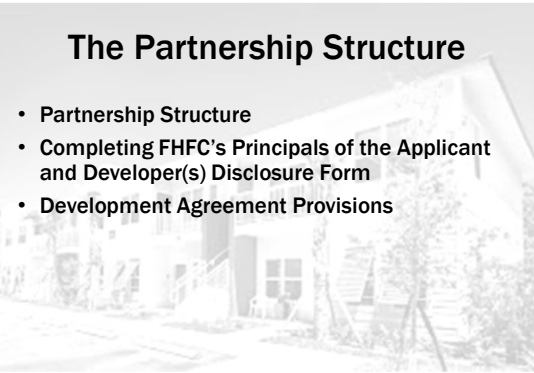 The Partnership Structure
• Partnership Structure
• Completing FHFC's Principals of the Applicant
and Developer(s) Disclosure Form
• Development Agreement Provisions